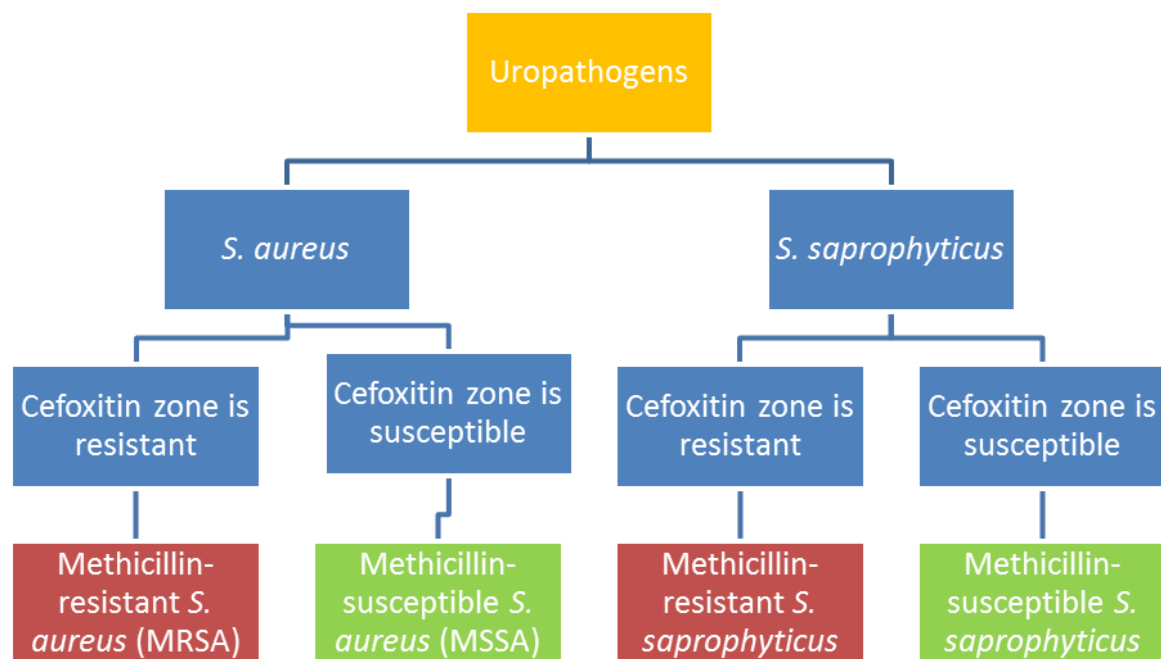 Uropathogens
S. aureus
S. saprophyticus
Cefoxitin zone is
resistant
Cefoxitin zone is
susceptible
Cefoxitin zone is
resistant
Cefoxitin zone is
susceptible
Methicillin-
resistant S.
aureus (MRSA)
Methicillin-
susceptible S.
aureus (MSSA)
Methicillin-
resistant S.
saprophyticus
Methicillin-
susceptible S.
saprophyticus